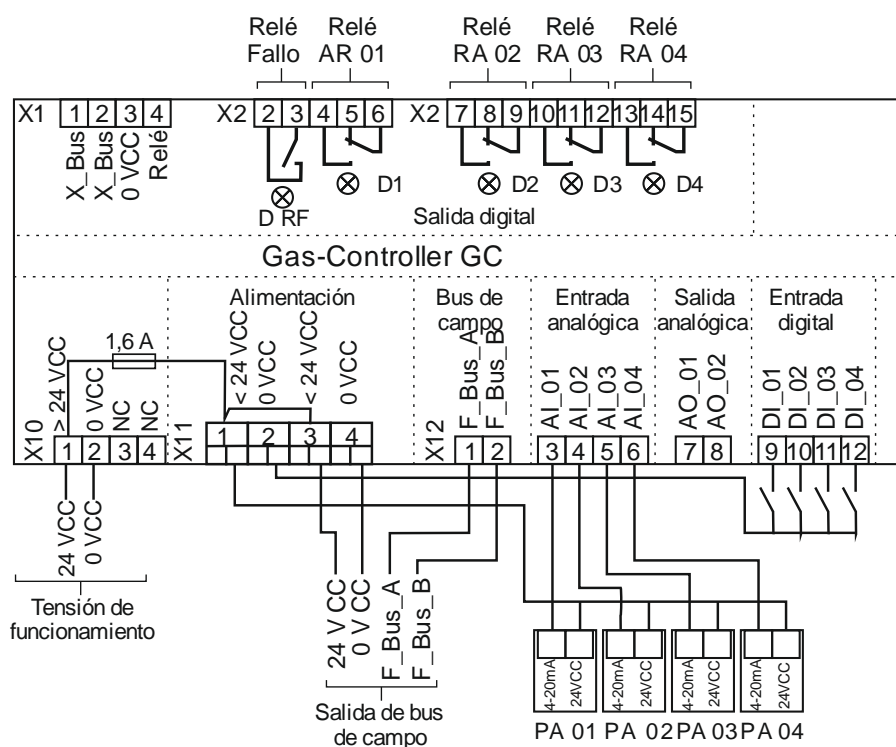 Relé Relé Relé Relé Relé
Fallo AR 01 RA 02 RA 03 RA 04
X1 1 2 3 4 X2 2 3 4 5 6 X2 7 8 9 10 11 12 13 14 15
X_Bus
X_Bus
0 VCC
Relé
D RF
D1
D2
D3
D4
Salida digital
Gas-Controller GC
Alimentación
Bus de
campo
Entrada
analógica
Salida
analógica
Entrada
digital
1,6 A
> 24 VCC
0 VCC
NC
NC
< 24 VCC
0 VCC
< 24 VCC
0 VCC
F_Bus_A
F_Bus_B
AI_01
AI_02
AI_03
AI_04
AO_01
AO_02
DI_01
DI_02
DI_03
DI_04
X10 1 2 3 4 X11 1 2 3 4 X12 1 2 3 4 5 6 7 8 9 10 11 12
24 VCC
0 VCC
Tensión de
funcionamiento
24 V CC
0 V CC
F_Bus_A
F_Bus_B
Salida de bus
de campo
4-20mA
24VCC
4-20mA
24VCC
4-20mA
24VCC
4-20mA
24VCC
PA 01 PA 02 PA 03 PA 04